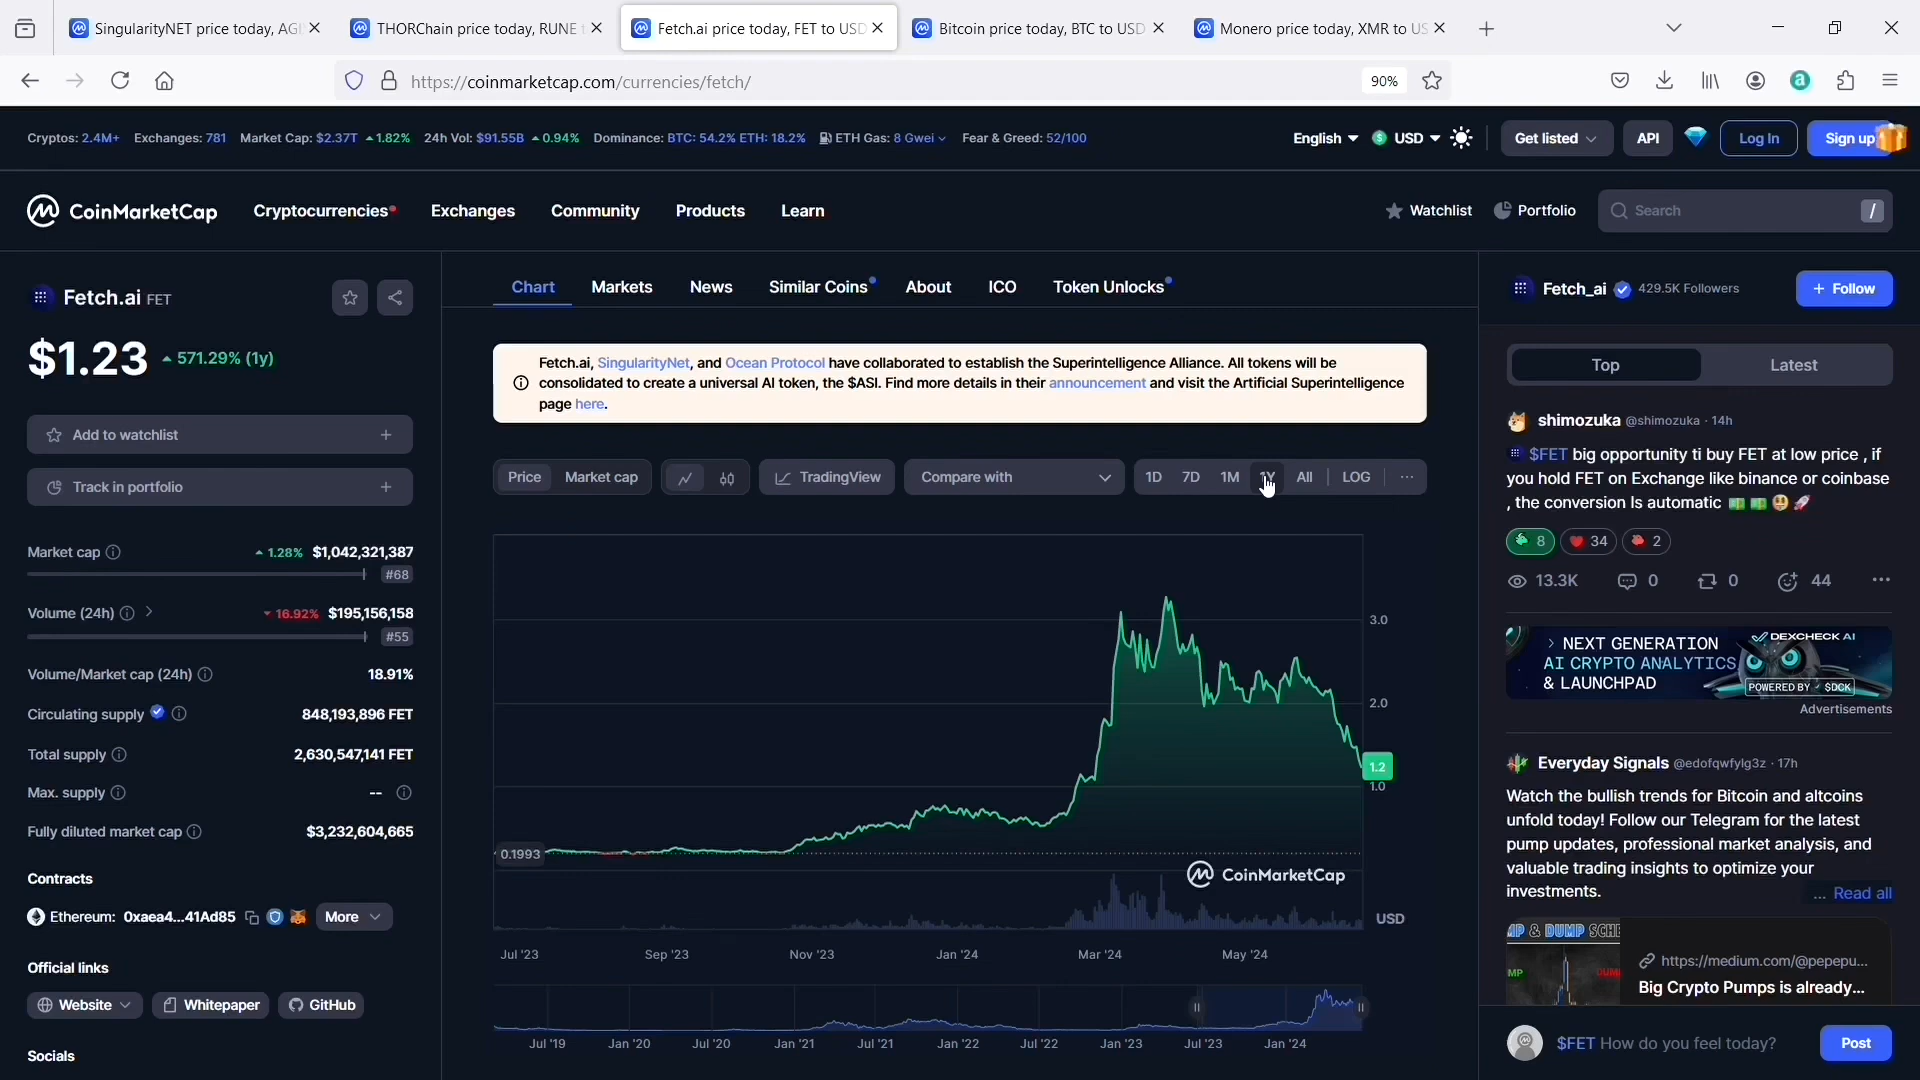 SingularityNET price today, AGI
THORChain price today, RUNE t
Fetch.ai price today, FET to USD
Bitcoin price today, BTC to USD
Monero price today, XMR to US
https://coinmarketcap.com/currencies/fetch/
90%
Cryptos: 2.4M+ Exchanges: 781 Market Cap: $2.37T 1.82% 24h Vol: $91.55B 0.94% Dominance: BTC: 54.2% ETH: 18.2% ETH Gas: 8 Gwei Fear & Greed: 52/100
English USD Get listed API Log In Sign up
CoinMarketCap Cryptocurrencies Exchanges Community Products Learn
Watchlist Portfolio Search /
Fetch.ai FET
$1.23 571.29% (1y)
Add to watchlist +
Track in portfolio +
Market cap 1.28% $1,042,321,387
#68
Volume (24h) 16.92% $195,156,158
#55
Volume/Market cap (24h) 18.91%
Circulating supply 848,193,896 FET
Total supply 2,630,547,141 FET
Max. supply --
Fully diluted market cap $3,232,604,665
Contracts
Ethereum: 0xaea4...41Ad85 More
Official links
Website Whitepaper GitHub
Socials
Chart Markets News Similar Coins About ICO Token Unlocks
Fetch.ai, SingularityNet, and Ocean Protocol have collaborated to establish the Superintelligence Alliance. All tokens will be
consolidated to create a universal AI token, the $ASI. Find more details in their announcement and visit the Artificial Superintelligence
page here.
Price Market cap TradingView Compare with 1D 7D 1M 1Y All LOG ...
3.0
2.0
1.2
1.0
0.1993
CoinMarketCap
USD
Jul '23 Sep '23 Nov '23 Jan '24 Mar '24 May '24
Jul '19 Jan '20 Jul '20 Jan '21 Jul '21 Jan '22 Jul '22 Jan '23 Jul '23 Jan '24
Fetch_ai 429.5K Followers + Follow
Top Latest
shimozuka @shimozuka · 14h
$FET big opportunity ti buy FET at low price , if
you hold FET on Exchange like binance or coinbase
, the conversion Is automatic
8 34 2
13.3K 0 0 44 ...
> NEXT GENERATION
AI CRYPTO ANALYTICS
& LAUNCHPAD
DEXCHECK AI
POWERED BY $DCK
Advertisements
Everyday Signals @edofqwfylg3z · 17h
Watch the bullish trends for Bitcoin and altcoins
unfold today! Follow our Telegram for the latest
pump updates, professional market analysis, and
valuable trading insights to optimize your
investments. ... Read all
MP & DUMP SCHE
MP DUM
https://medium.com/@pepepu...
Big Crypto Pumps is already...
$FET How do you feel today? Post